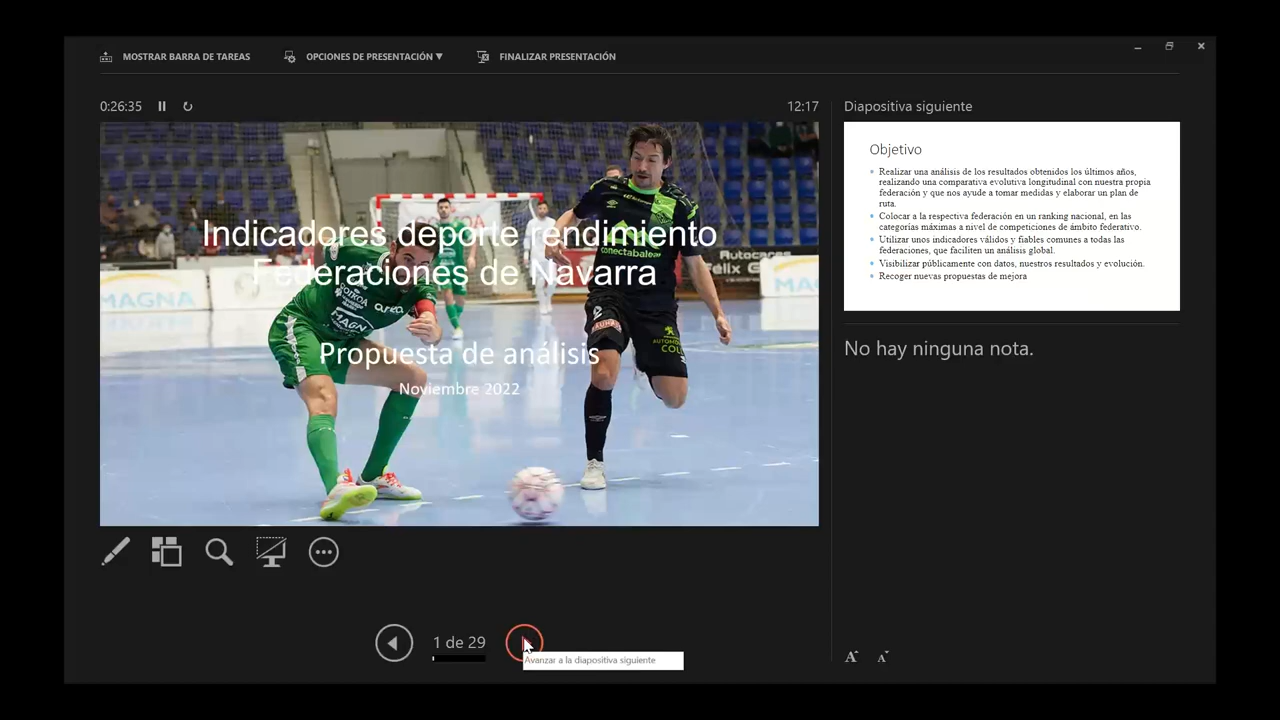 MOSTRAR BARRA DE TAREAS
OPCIONES DE PRESENTACIÓN ▼
FINALIZAR PRESENTACIÓN
0:26:35
12:17
Indicadores deporte rendimiento
Federaciones de Navarra
Propuesta de análisis
Noviembre 2022
MAGNA
conectabalea
Autocares
élix G
MAGN
Diapositiva siguiente
Objetivo
• Realizar una análisis de los resultados obtenidos los últimos años,
realizando una comparativa evolutiva longitudinal con nuestra propia
federación y que nos ayude a tomar medidas y elaborar un plan de
ruta.
• Colocar a la respectiva federación en un ranking nacional, en las
categorías máximas a nivel de competiciones de ámbito federativo.
• Utilizar unos indicadores válidos y fiables comunes a todas las
federaciones, que faciliten un análisis global.
• Visibilizar públicamente con datos, nuestros resultados y evolución.
• Recoger nuevas propuestas de mejora
No hay ninguna nota.
1 de 29
Avanzar a la diapositiva siguiente
A A